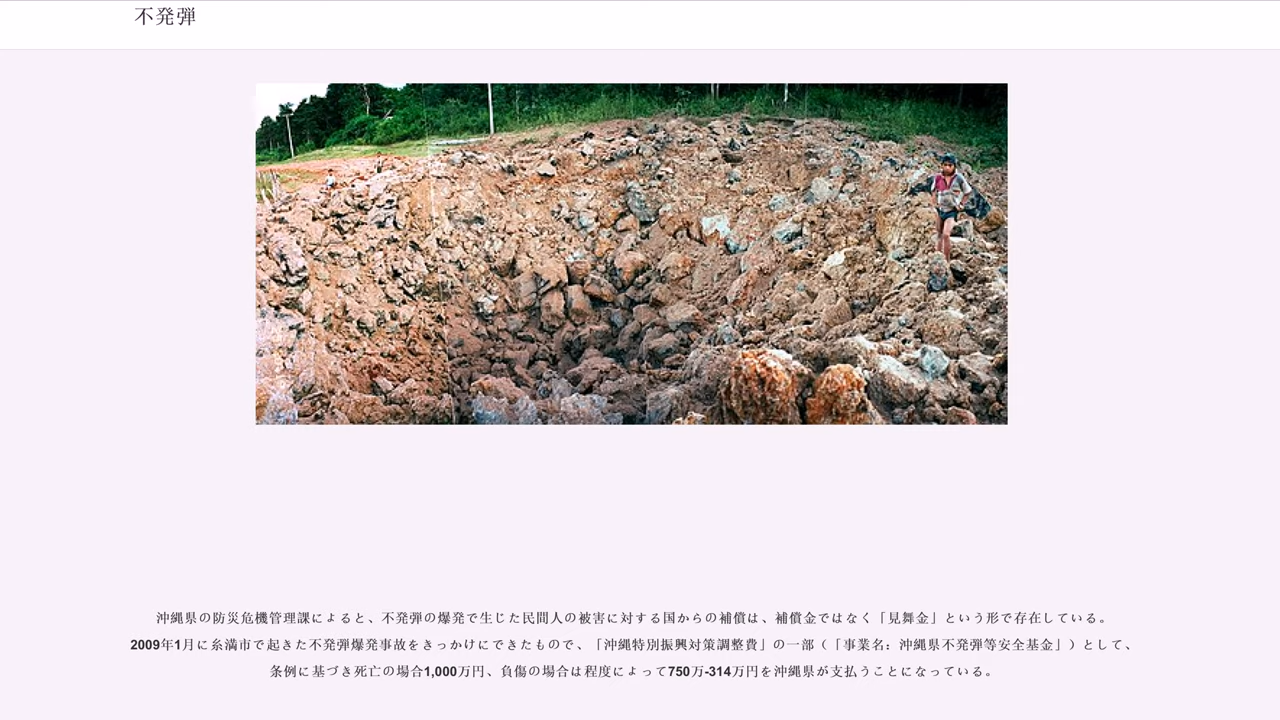 不発弾
沖縄県の防災危機管理課によると、不発弾の爆発で生じた民間人の被害に対する国からの補償は、補償金ではなく「見舞金」という形で存在している。
2009年1月に糸満市で起きた不発弾爆発事故をきっかけにできたもので、「沖縄特別振興対策調整費」の一部（「事業名：沖縄県不発弾等安全基金」）として、
条例に基づき死亡の場合1,000万円、負傷の場合は程度によって750万-314万円を沖縄県が支払うことになっている。